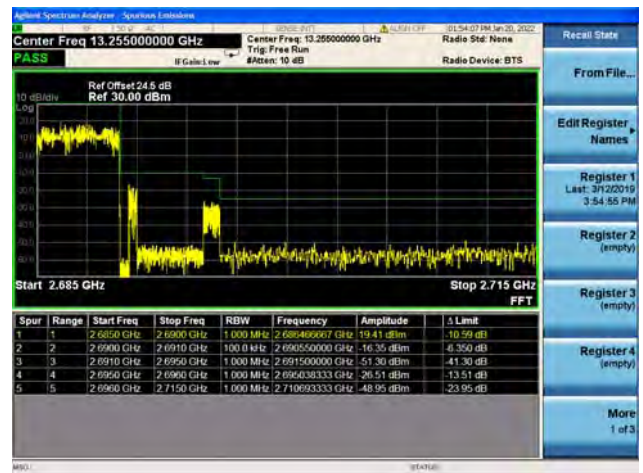 Agilent Spectrum Analyzer - Spurious Emissions
SENSE:INT
ALIGN OFF
01:54:07 PM Jan 20, 2022
Center Freq 13.255000000 GHz
Center Freq: 13.255000000 GHz
Radio Std: None
Trig: Free Run
PASS
IFGain:Low
#Atten: 10 dB
Radio Device: BTS
Ref Offset 24.5 dB
10 dB/div
Ref 30.00 dBm
Log
Start 2.685 GHz
Stop 2.715 GHz
FFT
Spur Range Start Freq Stop Freq RBW Frequency Amplitude Δ Limit
1 1 2.6850 GHz 2.6900 GHz 1.000 MHz 2.686466667 GHz 19.41 dBm -10.59 dB
2 2 2.6900 GHz 2.6910 GHz 100.0 kHz 2.690550000 GHz -16.35 dBm -6.350 dB
3 3 2.6910 GHz 2.6950 GHz 1.000 MHz 2.691500000 GHz -51.30 dBm -41.30 dB
4 4 2.6950 GHz 2.6960 GHz 1.000 MHz 2.695038333 GHz -26.51 dBm -13.51 dB
5 5 2.6960 GHz 2.7150 GHz 1.000 MHz 2.710693333 GHz -48.95 dBm -23.95 dB
MSG
STATUS
Recall State
From File...
Edit Register
Names
Register 1
Last: 3/12/2019
3:54:55 PM
Register 2
(empty)
Register 3
(empty)
Register 4
(empty)
More
1 of 3